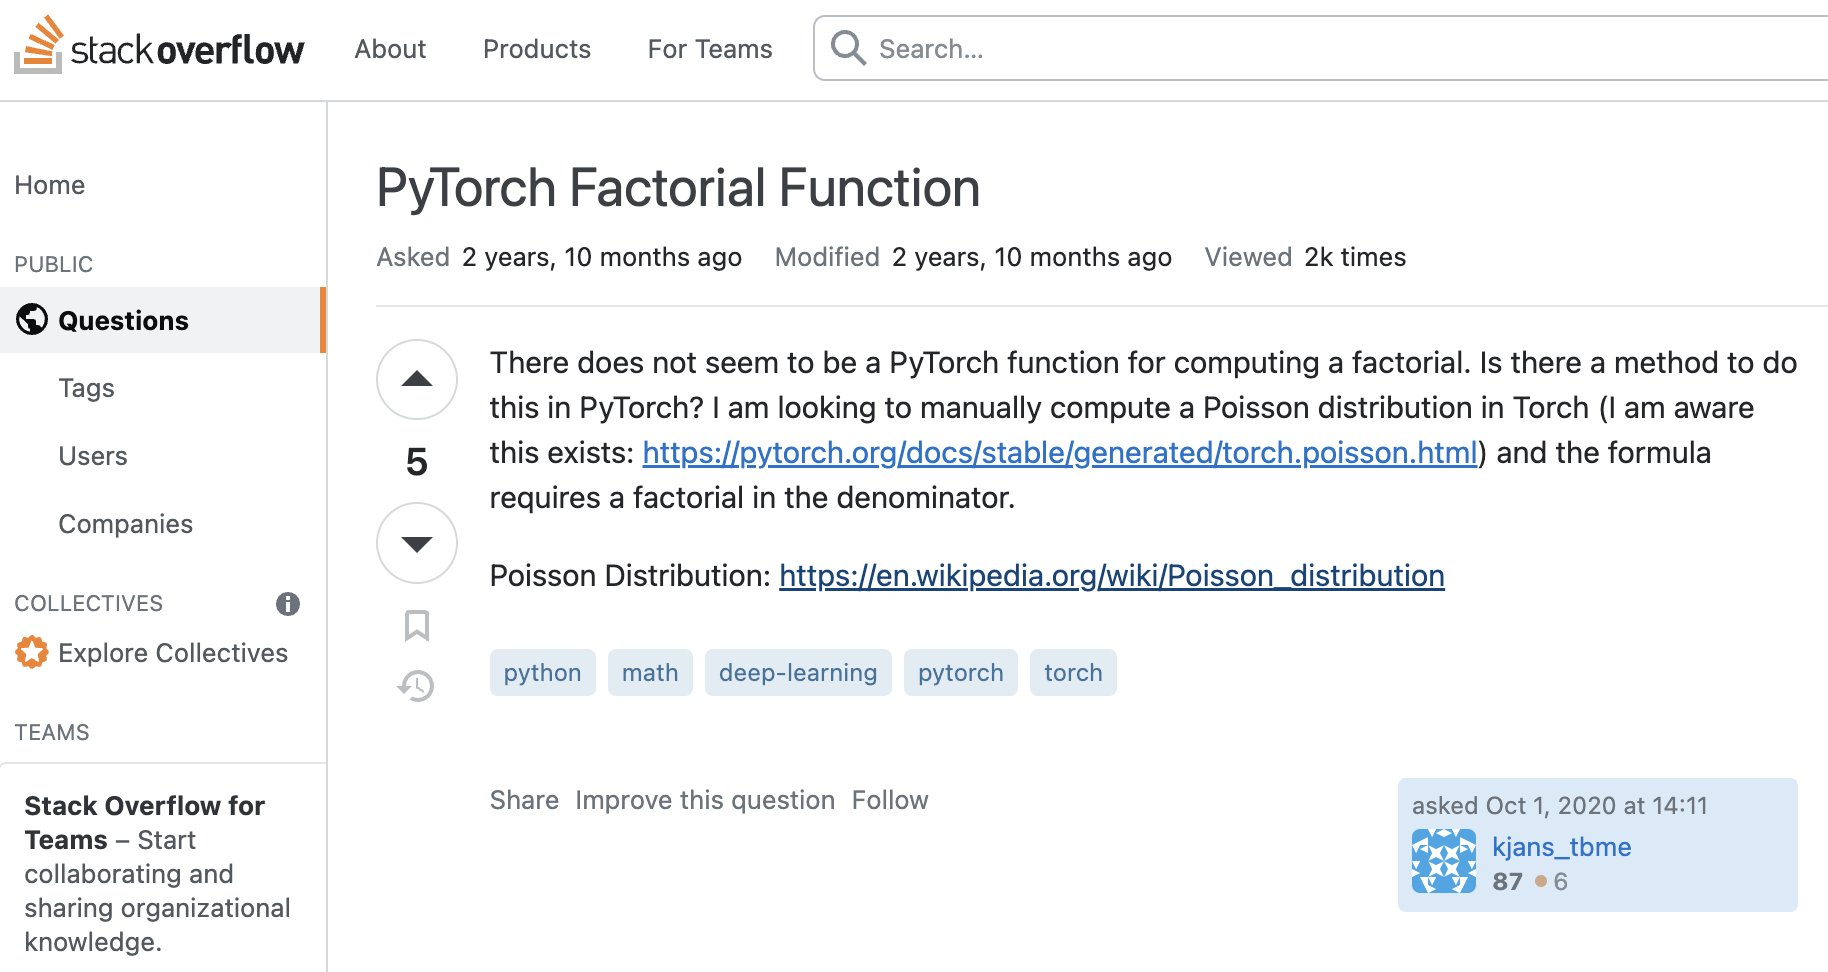 stackoverflow
About
Products
For Teams
Search...
Home
PUBLIC
Questions
Tags
Users
Companies
COLLECTIVES
Explore Collectives
TEAMS
Stack Overflow for
Teams – Start
collaborating and
sharing organizational
knowledge.
PyTorch Factorial Function
Asked 2 years, 10 months ago Modified 2 years, 10 months ago Viewed 2k times
5
There does not seem to be a PyTorch function for computing a factorial. Is there a method to do
this in PyTorch? I am looking to manually compute a Poisson distribution in Torch (I am aware
this exists: https://pytorch.org/docs/stable/generated/torch.poisson.html) and the formula
requires a factorial in the denominator.
Poisson Distribution: https://en.wikipedia.org/wiki/Poisson_distribution
python math deep-learning pytorch torch
Share Improve this question Follow
asked Oct 1, 2020 at 14:11
kjans_tbme
87 6